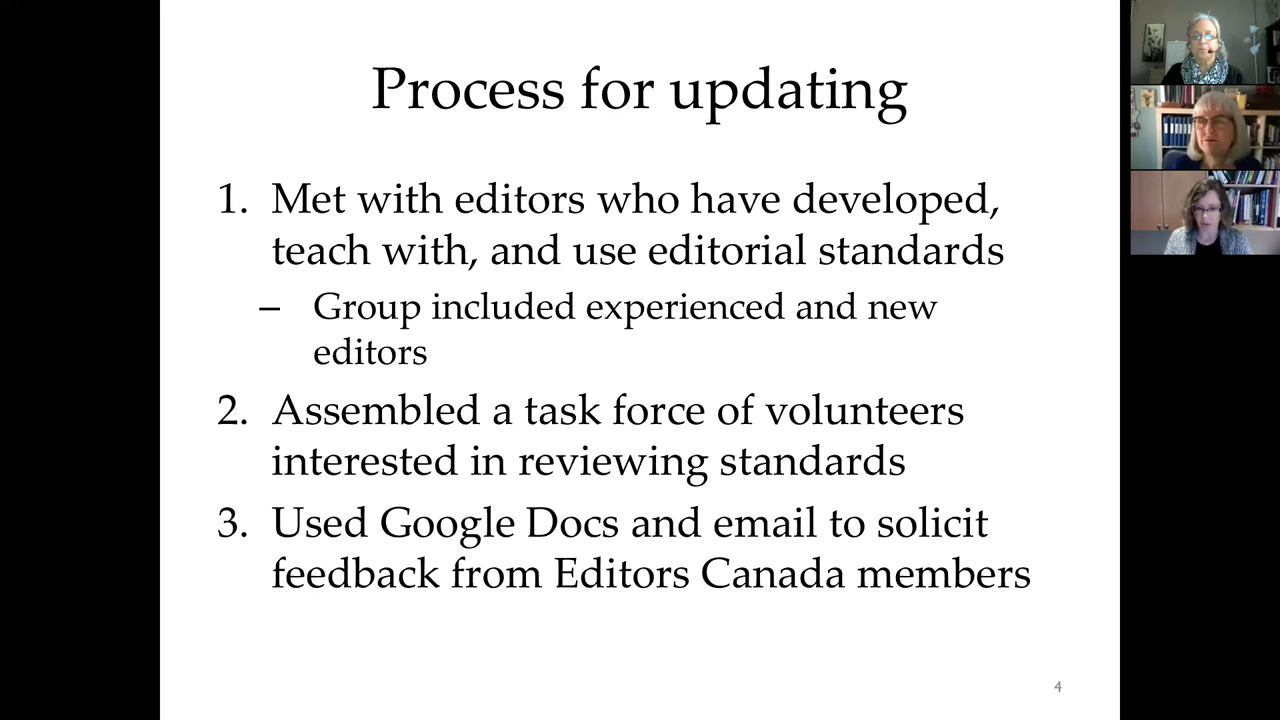 Process for updating
1. Met with editors who have developed,
teach with, and use editorial standards
– Group included experienced and new
editors
2. Assembled a task force of volunteers
interested in reviewing standards
3. Used Google Docs and email to solicit
feedback from Editors Canada members
4